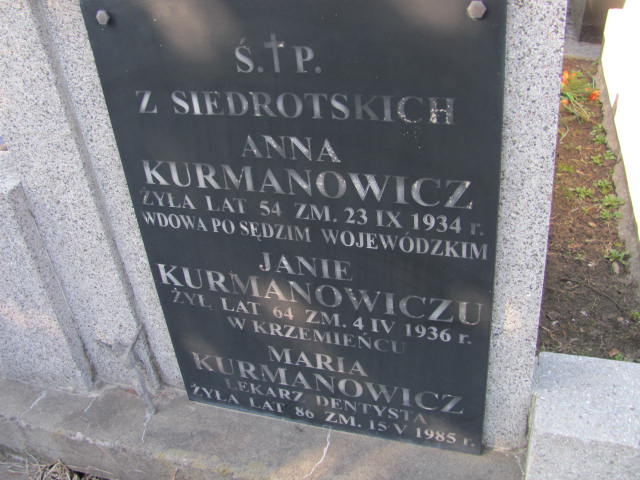 Ś.†P.
Z SIEDROTSKICH
ANNA
KURMANOWICZ
ŻYŁA LAT 54 ZM. 23 IX 1934 r.
WDOWA PO SĘDZIM WOJEWÓDZKIM
JANIE
KURMANOWICZU
ŻYŁ LAT 64 ZM. 4 IV 1936 r.
W KRZEMIEŃCU
MARIA
KURMANOWICZ
LEKARZ DENTYSTA
ŻYŁA LAT 86 ZM. 15 V 1985 r.